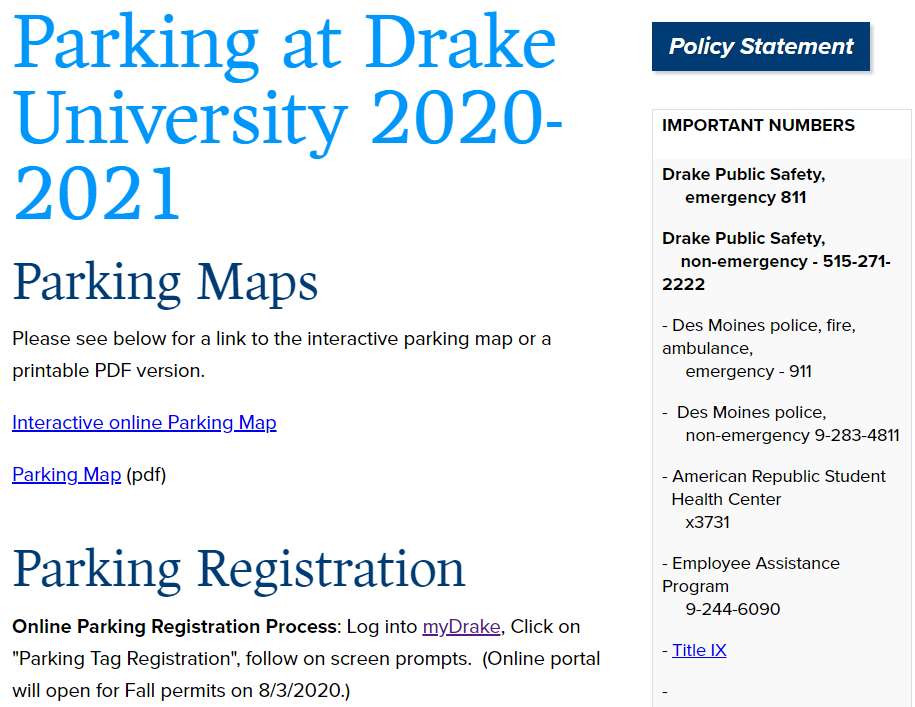 Parking at Drake
University 2020-
2021
Parking Maps
Please see below for a link to the interactive parking map or a
printable PDF version.
Interactive online Parking Map
Parking Map (pdf)
Parking Registration
Online Parking Registration Process: Log into myDrake, Click on
"Parking Tag Registration", follow on screen prompts.  (Online portal
will open for Fall permits on 8/3/2020.)
Policy Statement
IMPORTANT NUMBERS
Drake Public Safety,
emergency 811
Drake Public Safety,
non-emergency - 515-271-
2222
- Des Moines police, fire,
ambulance,
emergency - 911
-  Des Moines police,
non-emergency 9-283-4811
- American Republic Student
Health Center
x3731
- Employee Assistance
Program
9-244-6090
- Title IX
-